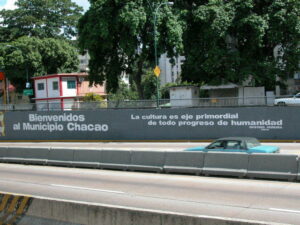 Bienvenidos
al Municipio Chacao
La cultura es eje primordial
de todo progreso de humanidad